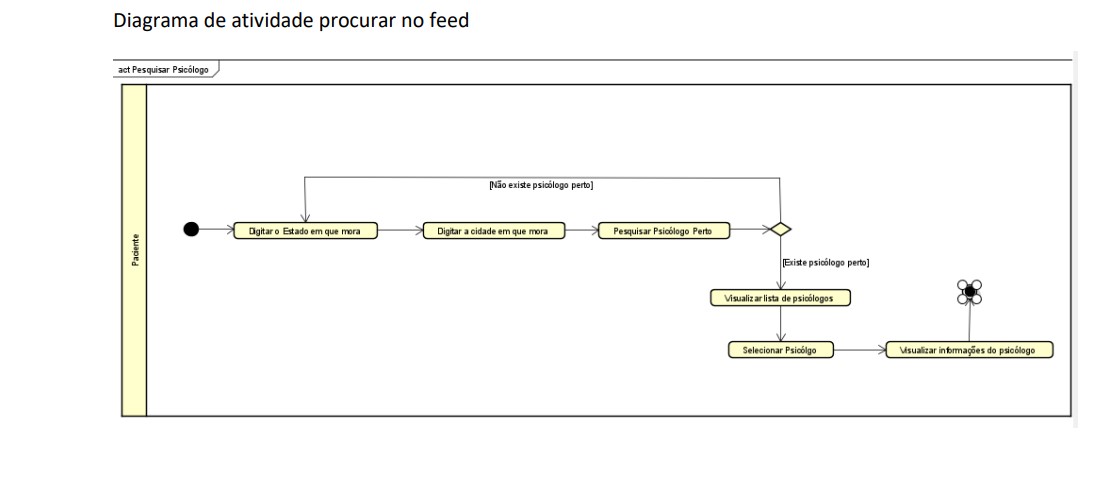 Diagrama de atividade procurar no feed
act Pesquisar Psicólogo
Paciente
[Não existe psicólogo perto]
Digitar o Estado em que mora
Digitar a cidade em que mora
Pesquisar Psicólogo Perto
[Existe psicólogo perto]
Visualizar lista de psicólogos
Selecionar Psicólgo
Visualizar informações do psicólogo